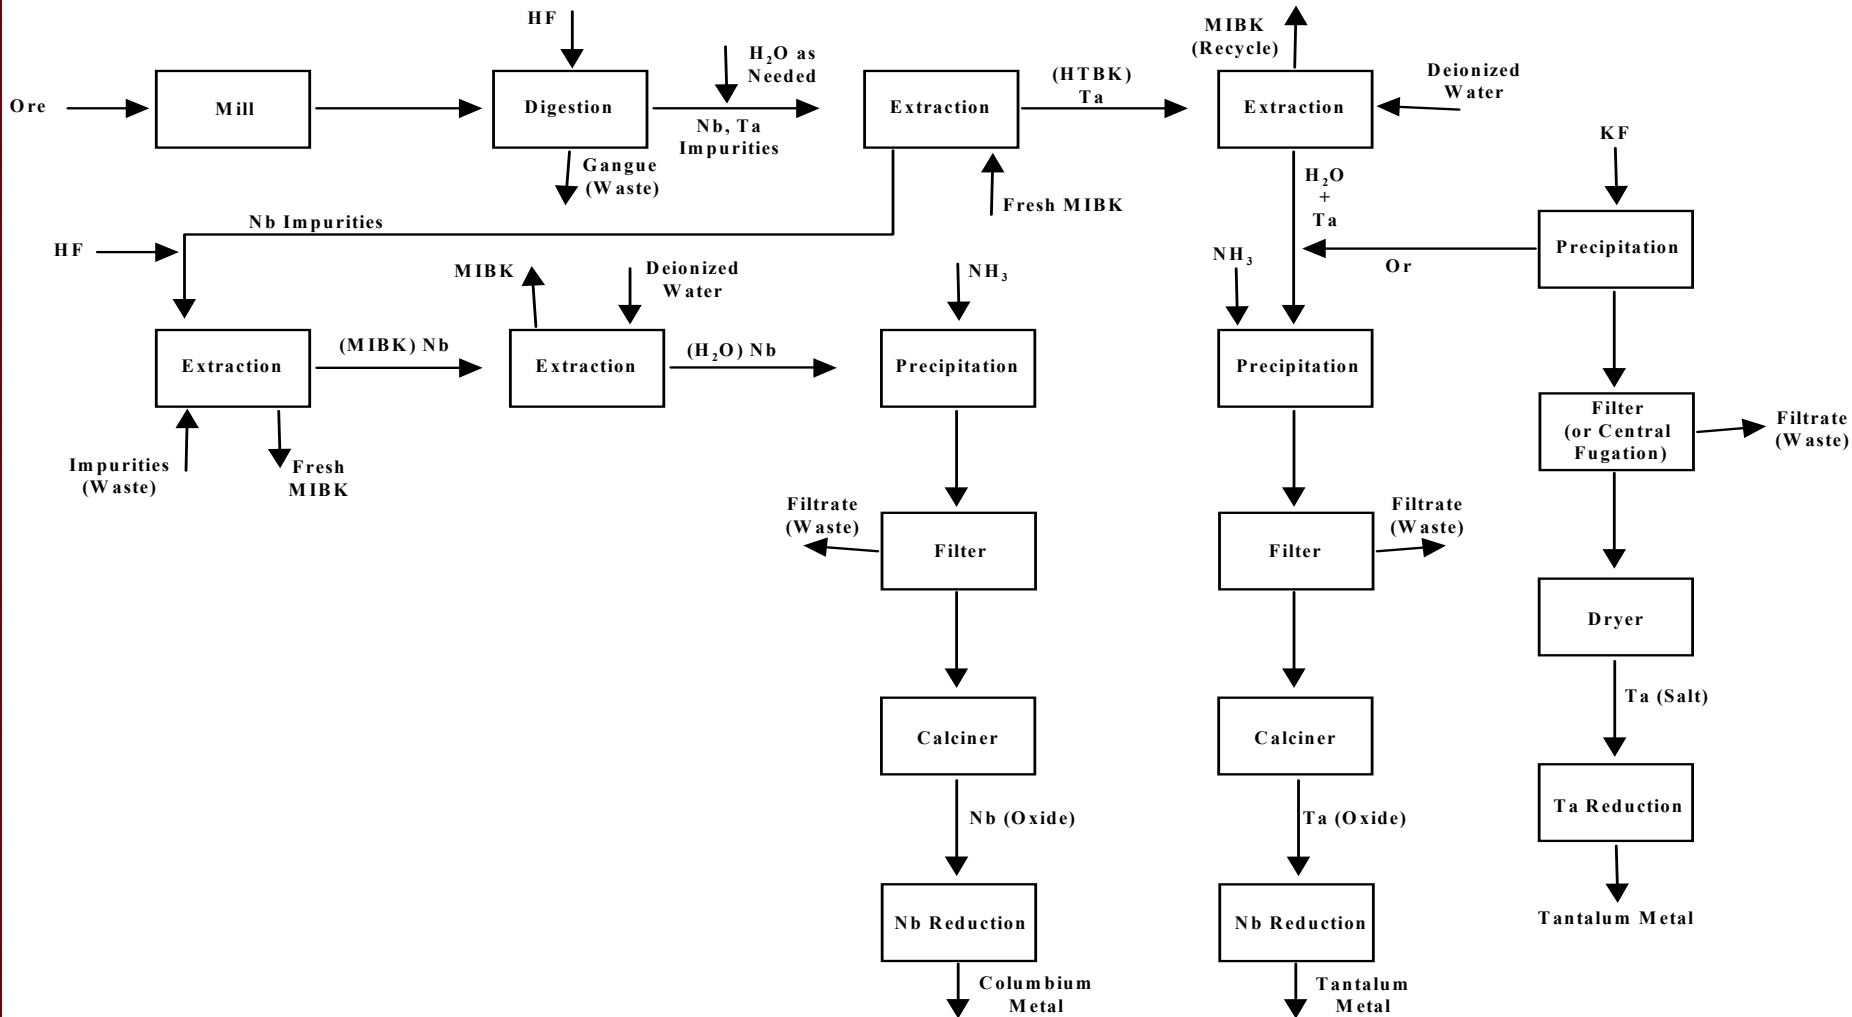 HF
MIBK
(Recycle)
H₂O as
Needed
(HTBK)
Ta
Deionized
Water
Ore
Mill
Digestion
Extraction
Extraction
Nb, Ta
Impurities
KF
Gangue
(Waste)
H₂O
+
Ta
Fresh MIBK
Nb Impurities
HF
Precipitation
NH₃
Or
MIBK
Deionized
Water
NH₃
(MIBK) Nb
(H₂O) Nb
Extraction
Extraction
Precipitation
Precipitation
Filter
(or Central
Fugation)
Filtrate
(Waste)
Impurities
(Waste)
Fresh
MIBK
Filtrate
(Waste)
Filter
Filter
Filtrate
(Waste)
Dryer
Ta (Salt)
Calciner
Calciner
Ta Reduction
Nb (Oxide)
Ta (Oxide)
Tantalum Metal
Nb Reduction
Nb Reduction
Columbium
Metal
Tantalum
Metal